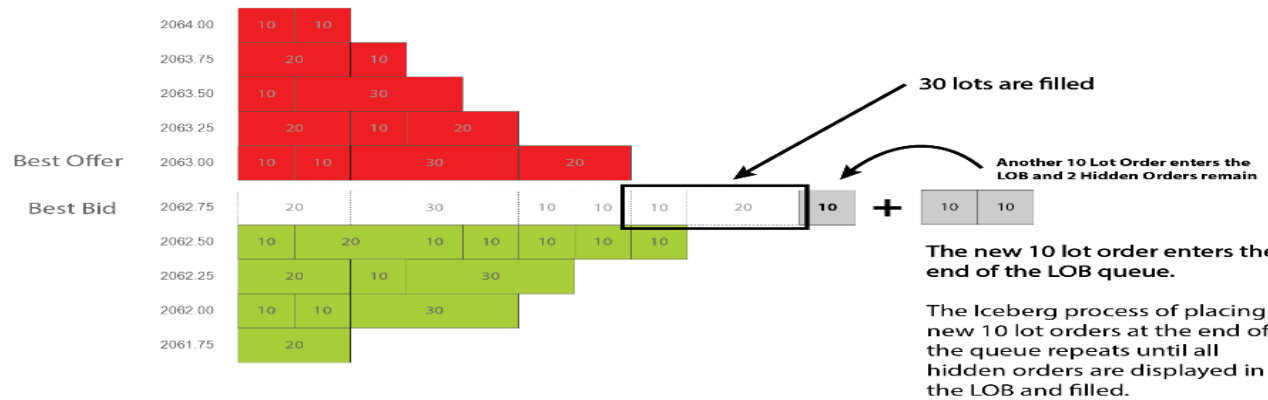 2064.00 10 10
2063.75 20 10
2063.50 10 30
30 lots are filled
2063.25 20 10 20
Best Offer 2063.00 10 10 30 20
Another 10 Lot Order enters the
LOB and 2 Hidden Orders remain
Best Bid 2062.75 20 30 10 10 10 20 10 + 10 10
2062.50 10 20 10 10 10 10 10
The new 10 lot order enters the
end of the LOB queue.
2062.25 20 10 30
2062.00 10 10 30
2061.75 20
The Iceberg process of placing
new 10 lot orders at the end of
the queue repeats until all
hidden orders are displayed in
the LOB and filled.